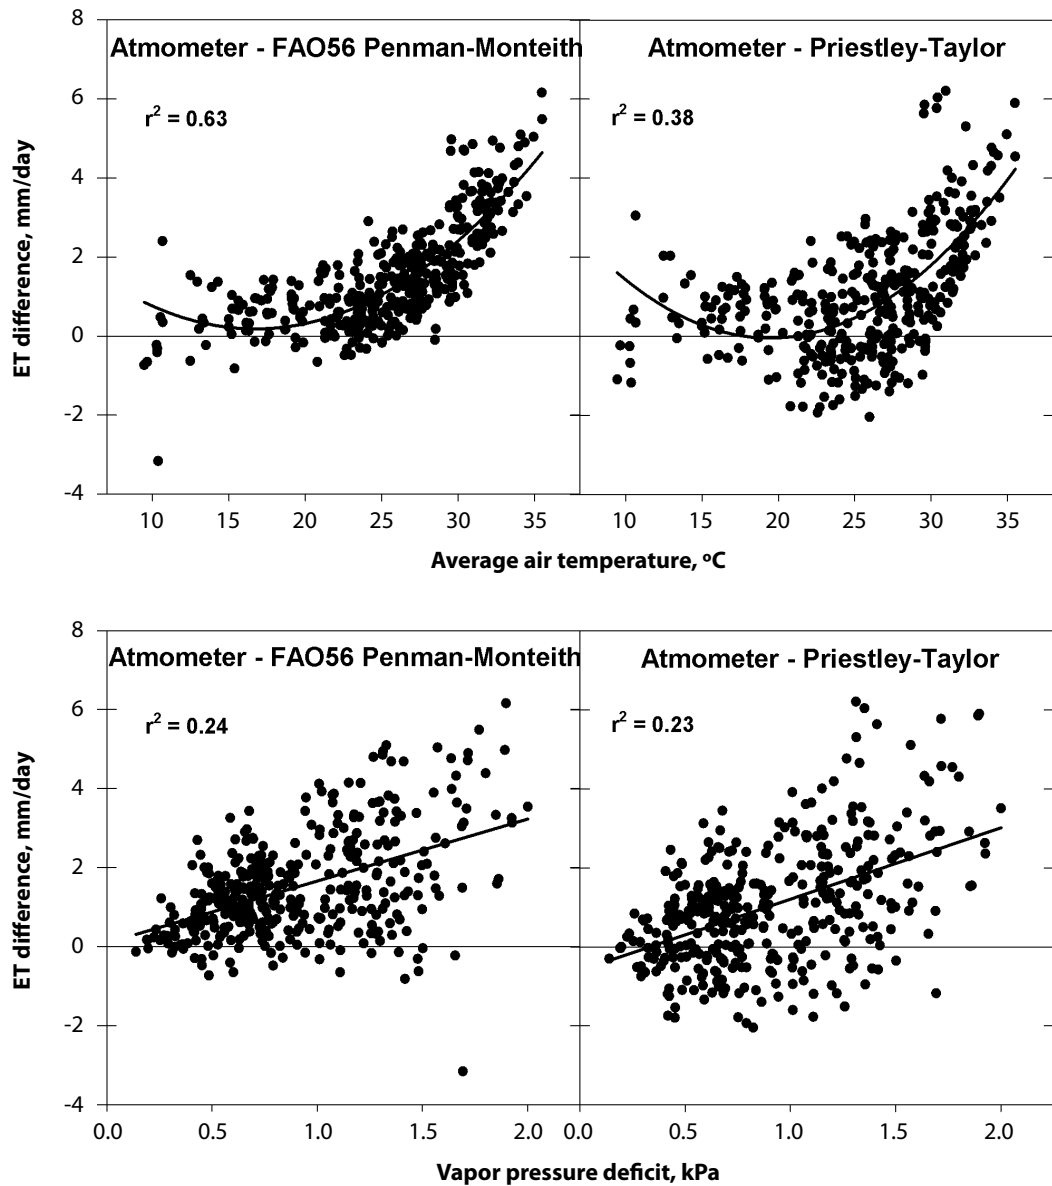 8
Atmometer - FAO56 Penman-Monteith
Atmometer - Priestley-Taylor
6
r² = 0.63
r² = 0.38
ET difference, mm/day
4
2
0
-2
-4
10 15 20 25 30 35
10 15 20 25 30 35
Average air temperature, ºC
8
Atmometer - FAO56 Penman-Monteith
Atmometer - Priestley-Taylor
6
r² = 0.24
r² = 0.23
ET difference, mm/day
4
2
0
-2
-4
0.0 0.5 1.0 1.5 2.0
0.0 0.5 1.0 1.5 2.0
Vapor pressure deficit, kPa